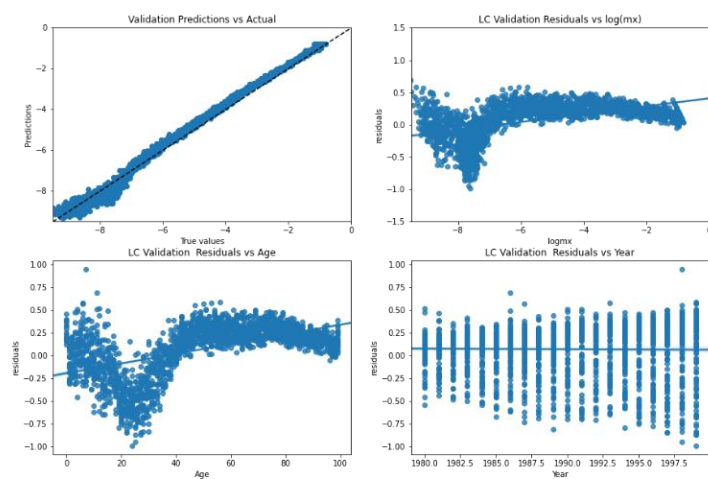 Validation Predictions vs Actual
0
−2
−4
−6
−8
Predictions
−8 −6 −4 −2 0
True values
LC Validation Residuals vs log(mx)
1.5
1.0
0.5
0.0
−0.5
−1.0
−1.5
residuals
−8 −6 −4 −2 0
logmx
LC Validation Residuals vs Age
1.00
0.75
0.50
0.25
0.00
−0.25
−0.50
−0.75
−1.00
residuals
0 20 40 60 80 100
Age
LC Validation Residuals vs Year
1.00
0.75
0.50
0.25
0.00
−0.25
−0.50
−0.75
−1.00
residuals
1980.0 1982.5 1985.0 1987.5 1990.0 1992.5 1995.0 1997.5
Year